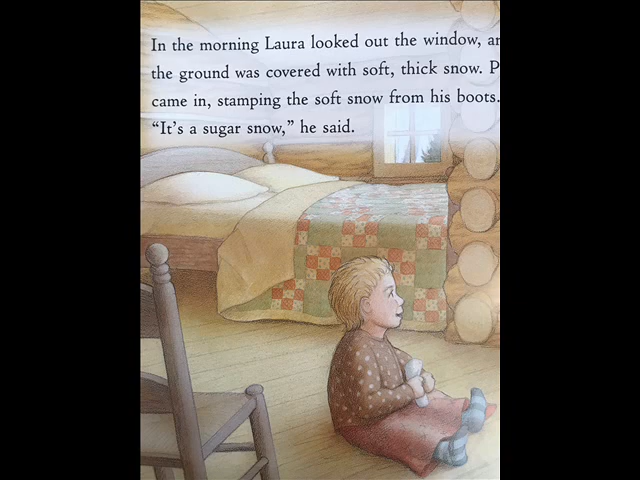 In the morning Laura looked out the window,
the ground was covered with soft, thick snow.
came in, stamping the soft snow from his boots.
“It’s a sugar snow,” he said.